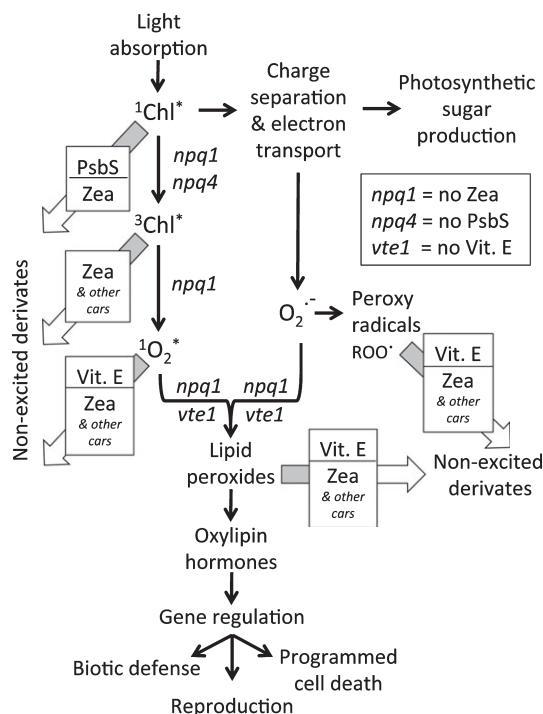 Light
absorption
¹Chl*
Charge
separation
& electron
transport
Photosynthetic
sugar
production
PsbS
Zea
npq1
npq4
npq1 = no Zea
npq4 = no PsbS
vte1 = no Vit. E
³Chl*
Zea
& other
cars
npq1
Non-excited derivates
O₂·⁻
Peroxy
radicals
ROO·
¹O₂*
Vit. E
Zea
& other
cars
Vit. E
Zea
& other
cars
npq1 npq1
vte1 vte1
Lipid
peroxides
Vit. E
Zea
& other
cars
Non-excited
derivates
Oxylipin
hormones
Gene regulation
Biotic defense
Programmed
cell death
Reproduction